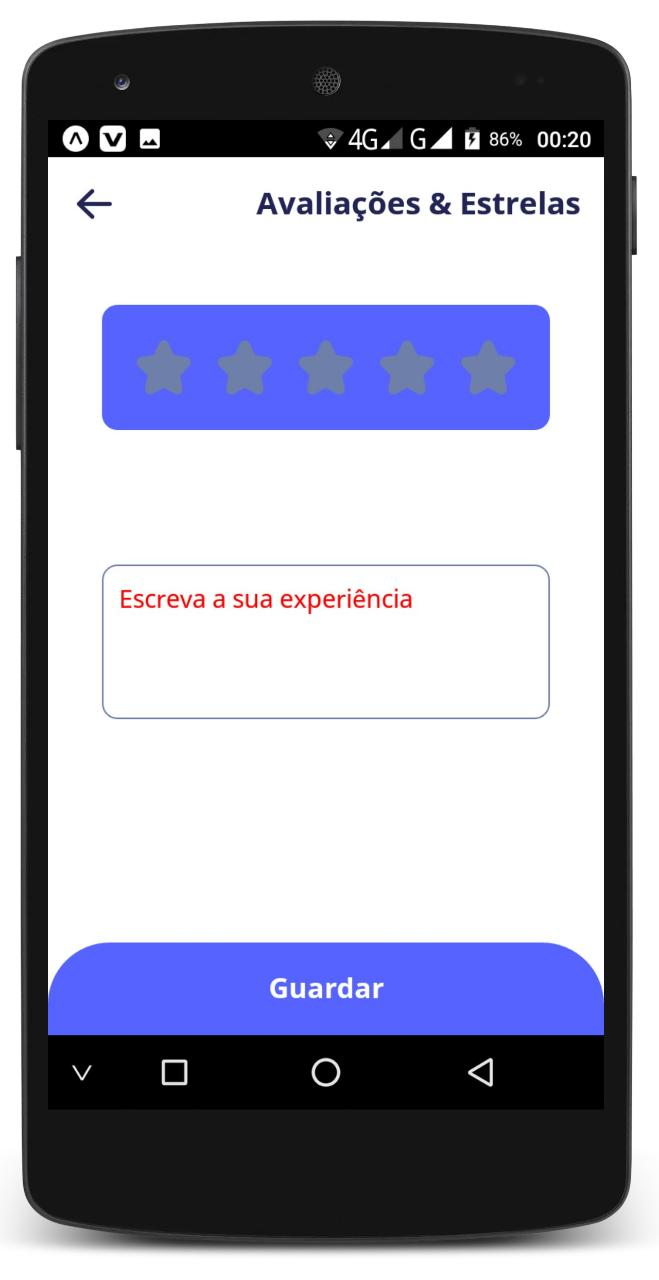 4G G 86% 00:20
Avaliações & Estrelas
Escreva a sua experiência
Guardar